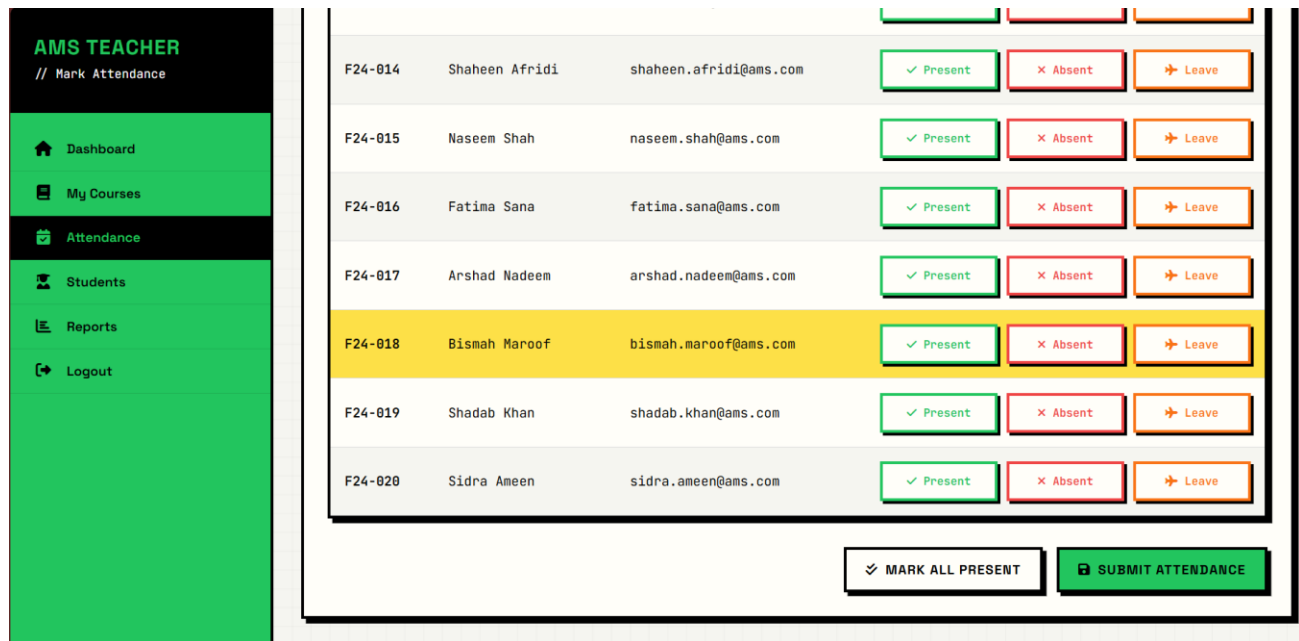 AMS TEACHER
// Mark Attendance
Dashboard
My Courses
Attendance
Students
Reports
Logout
F24-014 Shaheen Afridi shaheen.afridi@ams.com Present Absent Leave
F24-015 Naseem Shah naseem.shah@ams.com Present Absent Leave
F24-016 Fatima Sana fatima.sana@ams.com Present Absent Leave
F24-017 Arshad Nadeem arshad.nadeem@ams.com Present Absent Leave
F24-018 Bismah Maroof bismah.maroof@ams.com Present Absent Leave
F24-019 Shadab Khan shadab.khan@ams.com Present Absent Leave
F24-020 Sidra Ameen sidra.ameen@ams.com Present Absent Leave
MARK ALL PRESENT SUBMIT ATTENDANCE